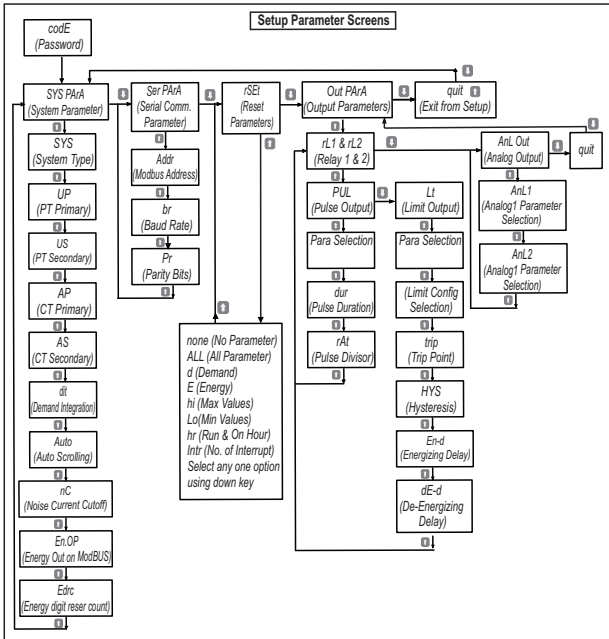 Setup Parameter Screens
codE
(Password)
SYS PArA
(System Parameter)
SYS
(System Type)
UP
(PT Primary)
US
(PT Secondary)
AP
(CT Primary)
AS
(CT Secondary)
dit
(Demand Integration)
Auto
(Auto Scrolling)
nC
(Noise Current Cutoff)
En.OP
(Energy Out on ModBUS)
Edrc
(Energy digit reser count)
Ser PArA
(Serial Comm.
Parameter)
Addr
(Modbus Address)
br
(Baud Rate)
Pr
(Parity Bits)
rSEt
(Reset
Parameters)
none (No Parameter)
ALL (All Parameter)
d (Demand)
E (Energy)
hi (Max Values)
Lo(Min Values)
hr (Run & On Hour)
Intr (No. of Interrupt)
Select any one option
using down key
Out PArA
(Output Parameters)
rL1 & rL2
(Relay 1 & 2)
PUL
(Pulse Output)
Para Selection
dur
(Pulse Duration)
rAt
(Pulse Divisor)
Lt
(Limit Output)
Para Selection
(Limit Config
Selection)
trip
(Trip Point)
HYS
(Hysteresis)
En-d
(Energizing Delay)
dE-d
(De-Energizing
Delay)
quit
(Exit from Setup)
AnL Out
(Analog Output)
AnL1
(Analog1 Parameter
Selection)
AnL2
(Analog1 Parameter
Selection)
quit